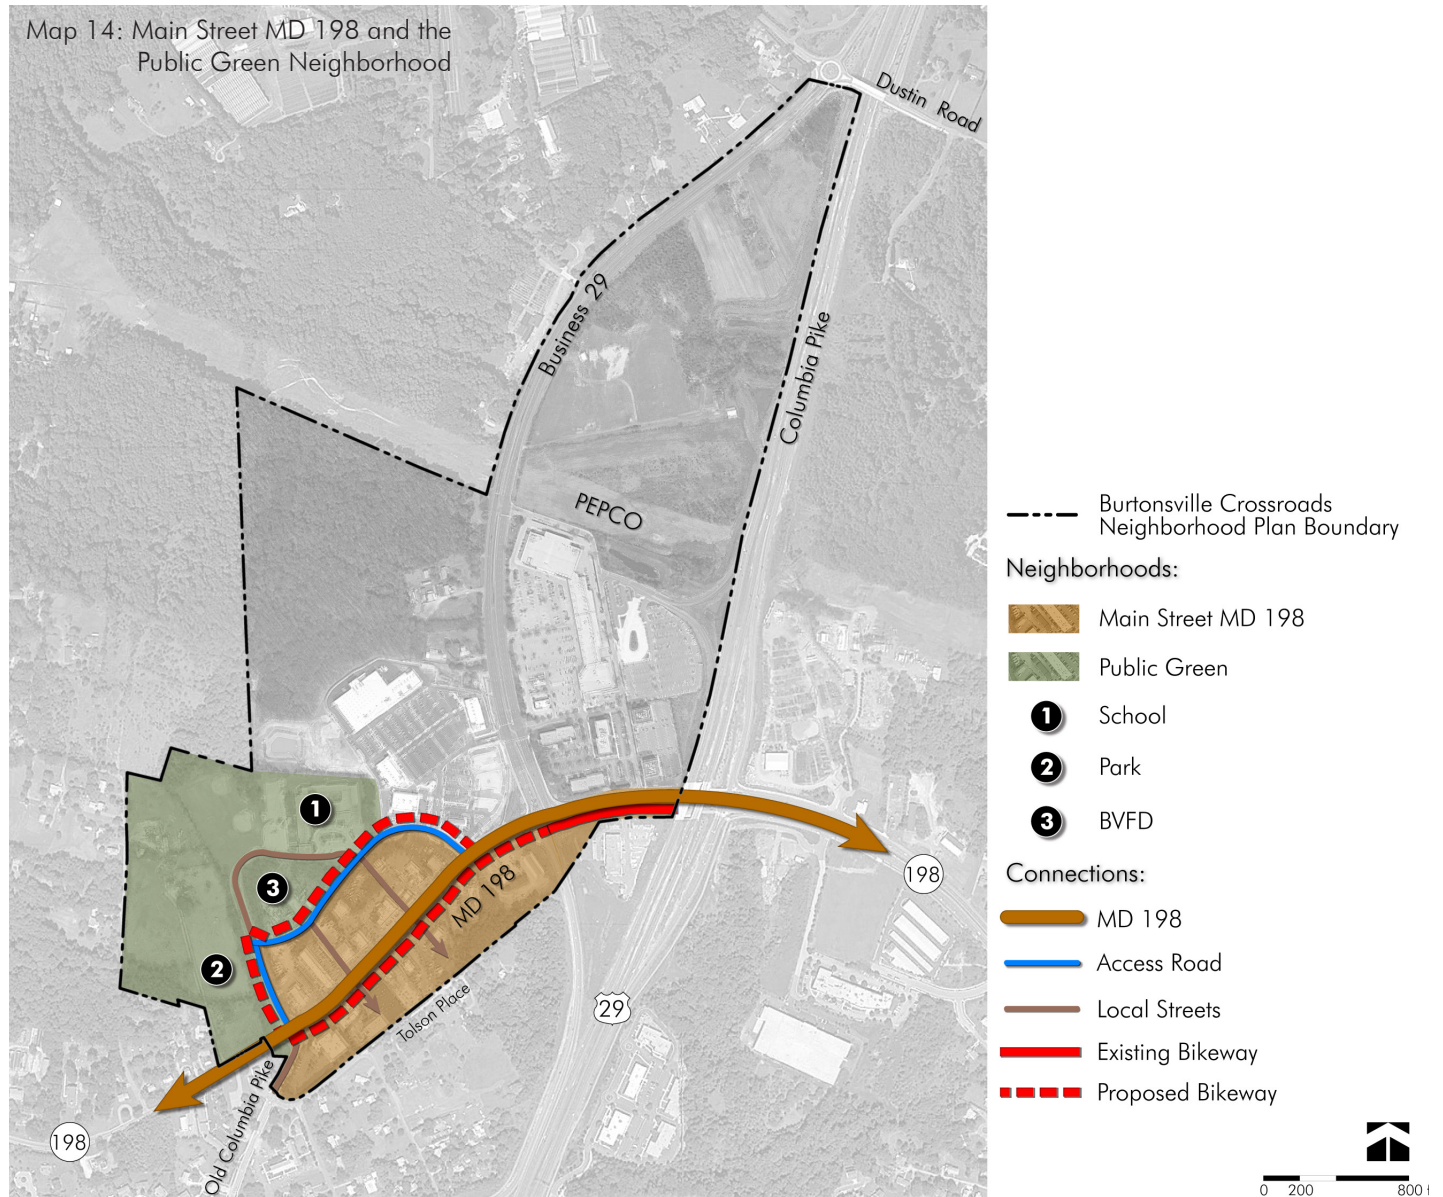 Map 14: Main Street MD 198 and the
Public Green Neighborhood
Dustin Road
Business 29
Columbia Pike
PEPCO
Burtonsville Crossroads
Neighborhood Plan Boundary
Neighborhoods:
Main Street MD 198
Public Green
1 School
2 Park
3 BVFD
Connections:
MD 198
Access Road
Local Streets
Existing Bikeway
Proposed Bikeway
1
3
2
MD 198
198
Tolson Place
29
Old Columbia Pike
198
0 200 800 f